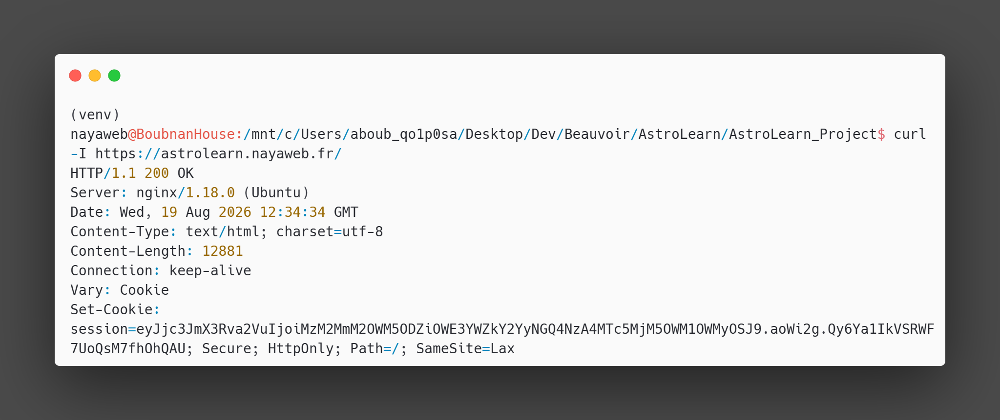 (venv)
nayaweb@BoubnanHouse:/mnt/c/Users/aboub_qo1p0sa/Desktop/Dev/Beauvoir/AstroLearn/AstroLearn_Project$ curl
-I https://astrolearn.nayaweb.fr/
HTTP/1.1 200 OK
Server: nginx/1.18.0 (Ubuntu)
Date: Wed, 19 Aug 2026 12:34:34 GMT
Content-Type: text/html; charset=utf-8
Content-Length: 12881
Connection: keep-alive
Vary: Cookie
Set-Cookie:
session=eyJjc3JmX3Rva2VuIjoiMzM2MmM2OWM5ODZiOWE3YWZkY2YyNGQ4NzA4MTc5MjM5OWM1OWMyOSJ9.aoWi2g.Qy6Ya1IkVSRWF
7UoQsM7fhOhQAU; Secure; HttpOnly; Path=/; SameSite=Lax